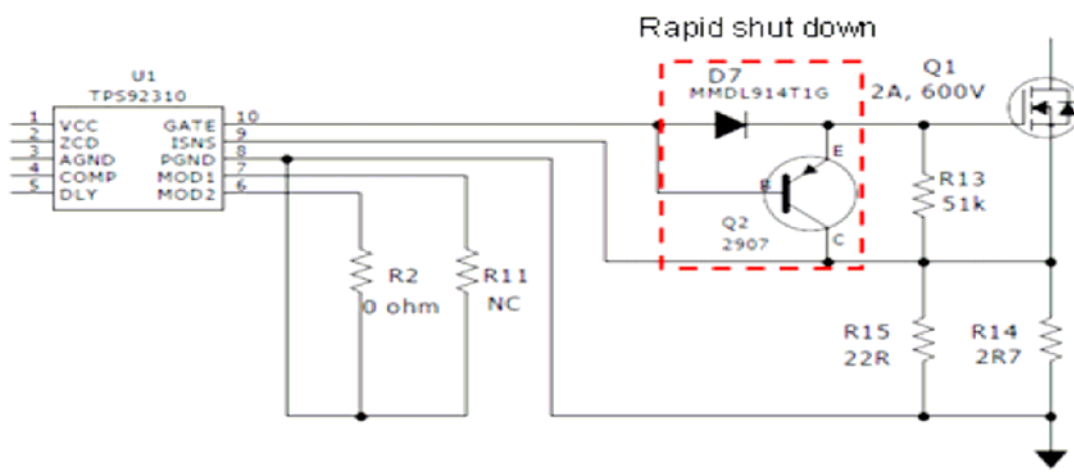 Rapid shut down
U1
TPS92310
D7
MMDL914T1G
Q1
2A, 600V
1 VCC GATE 10
2 ZCD ISNS 9
3 AGND PGND 8
4 COMP MOD1 7
5 DLY MOD2 6
E
B
C
Q2
2907
R13
51k
R2
0 ohm
R11
NC
R15
22R
R14
2R7